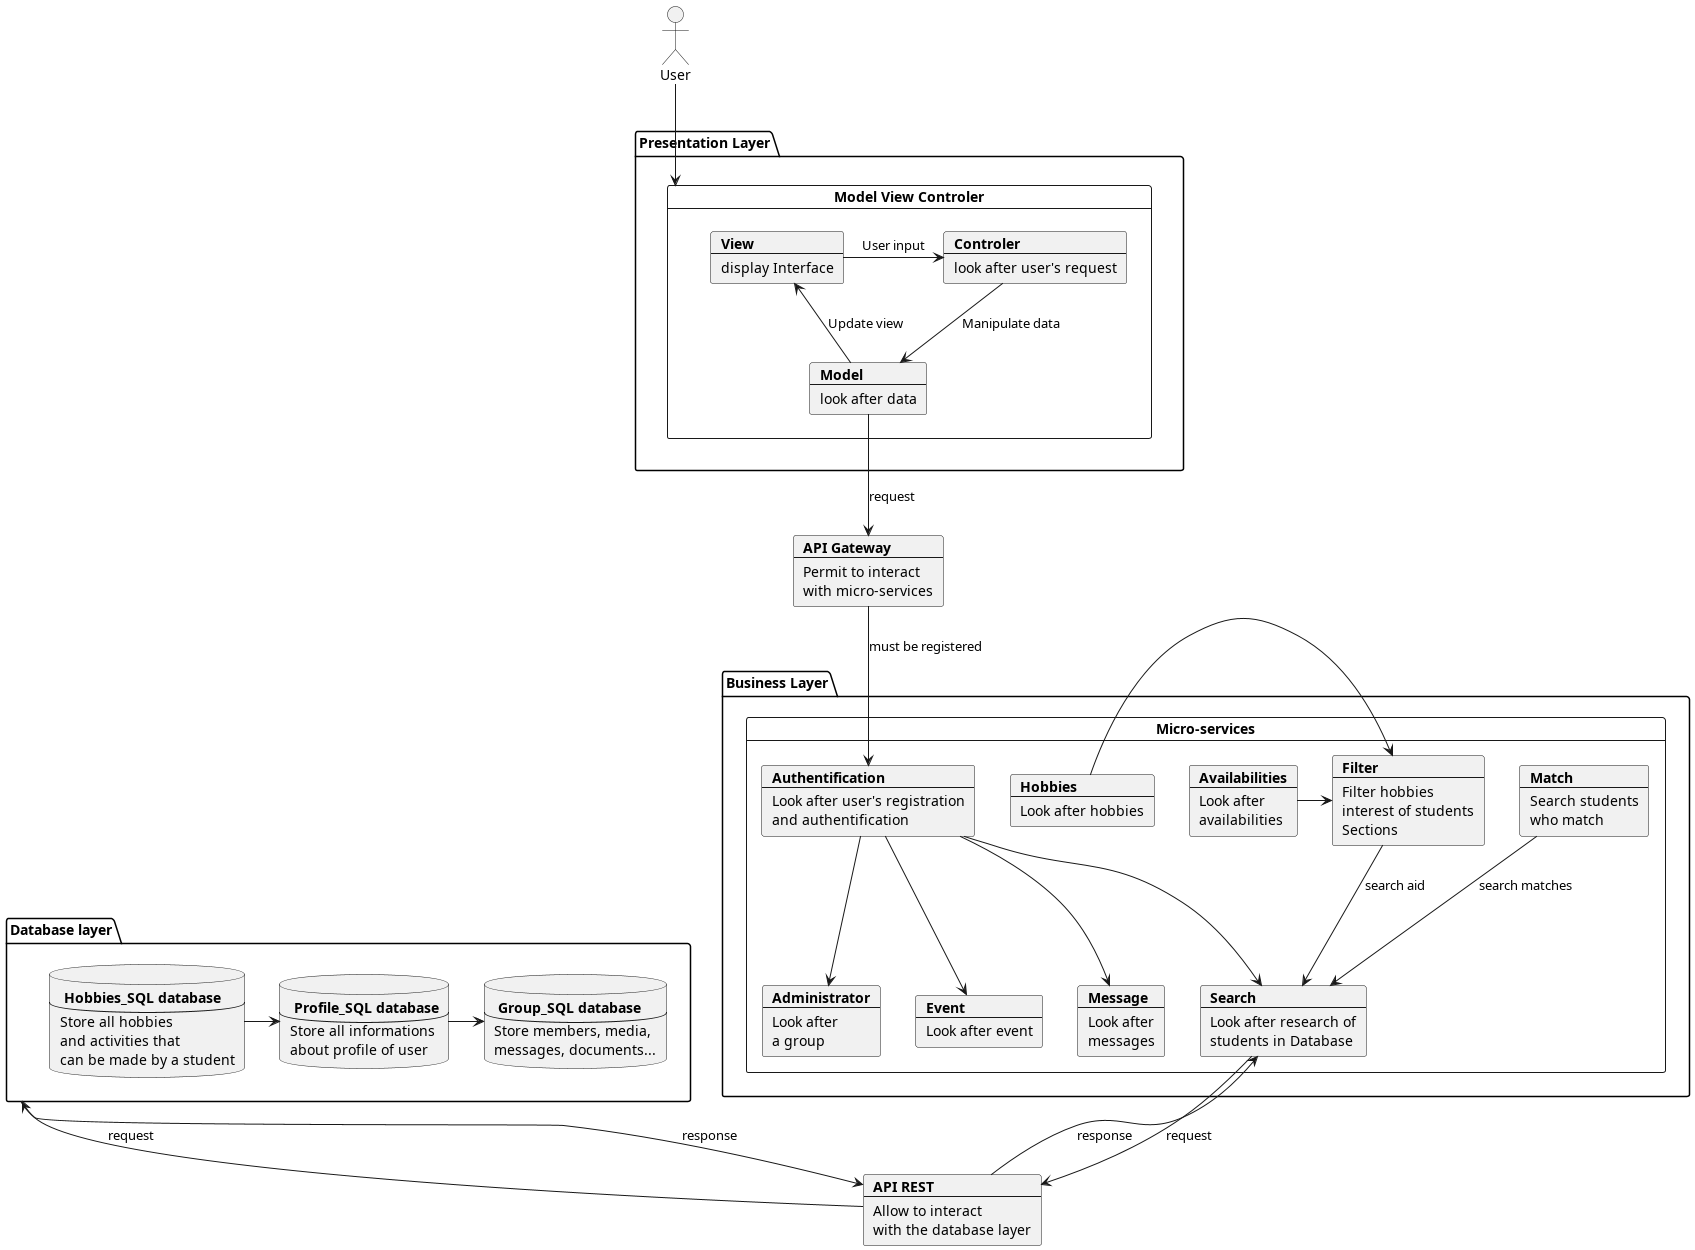 User
Presentation Layer
Model View Controler
View
display Interface
User input
Controler
look after user's request
Update view
Manipulate data
Model
look after data
request
API Gateway
Permit to interact
with micro-services
must be registered
Business Layer
Micro-services
Authentification
Look after user's registration
and authentification
Hobbies
Look after hobbies
Availabilities
Look after
availabilities
Filter
Filter hobbies
interest of students
Sections
Match
Search students
who match
search aid
search matches
Database layer
Hobbies_SQL database
Store all hobbies
and activities that
can be made by a student
Profile_SQL database
Store all informations
about profile of user
Group_SQL database
Store members, media,
messages, documents...
Administrator
Look after
a group
Event
Look after event
Message
Look after
messages
Search
Look after research of
students in Database
request
response
response
request
API REST
Allow to interact
with the database layer